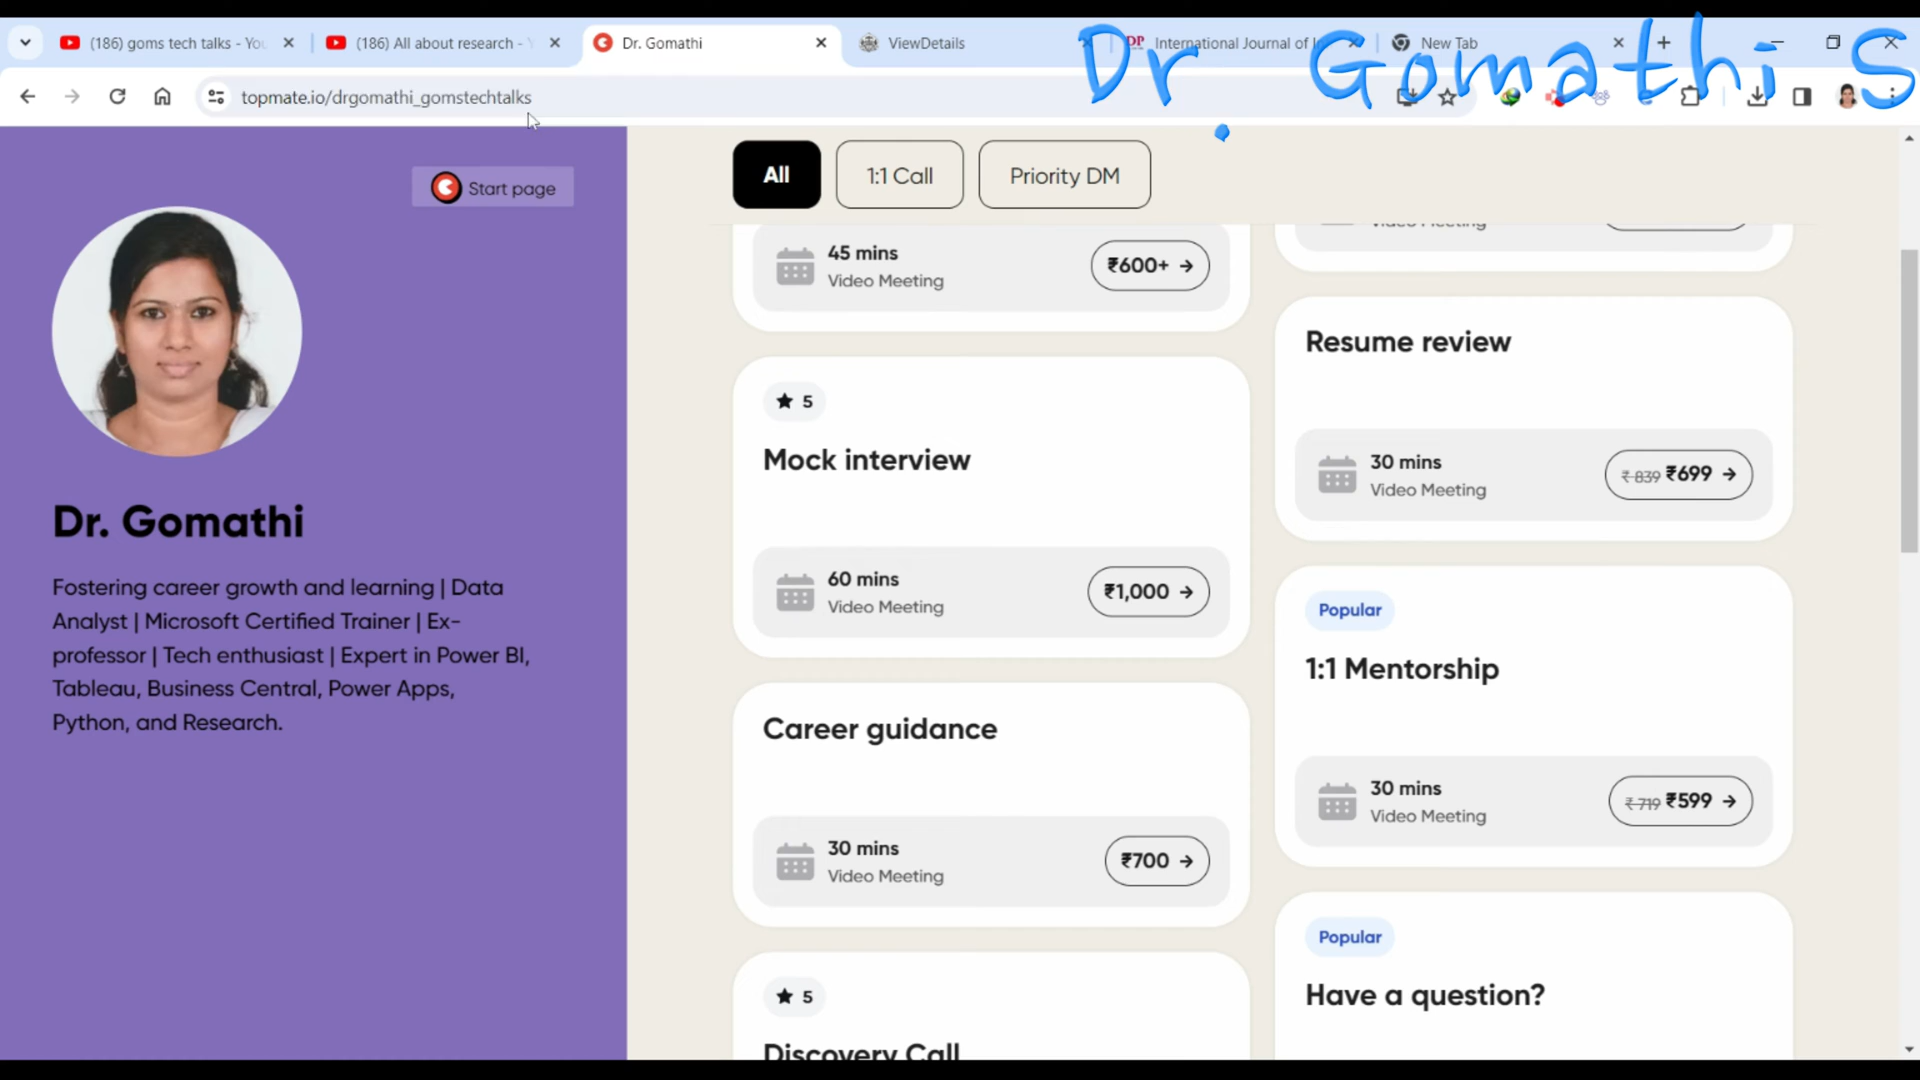 (186) goms tech talks - You
(186) All about research - Y
Dr. Gomathi
ViewDetails
International Journal of I
New Tab
Dr. Gomathi S
topmate.io/drgomathi_gomstechtalks
Start page
Dr. Gomathi
Fostering career growth and learning | Data
Analyst | Microsoft Certified Trainer | Ex-
professor | Tech enthusiast | Expert in Power BI,
Tableau, Business Central, Power Apps,
Python, and Research.
All
1:1 Call
Priority DM
45 mins
Video Meeting
₹600+
5
Mock interview
60 mins
Video Meeting
₹1,000
Career guidance
30 mins
Video Meeting
₹700
5
Discovery Call
Video Meeting
Resume review
30 mins
Video Meeting
₹ 839 ₹699
Popular
1:1 Mentorship
30 mins
Video Meeting
₹ 719 ₹599
Popular
Have a question?